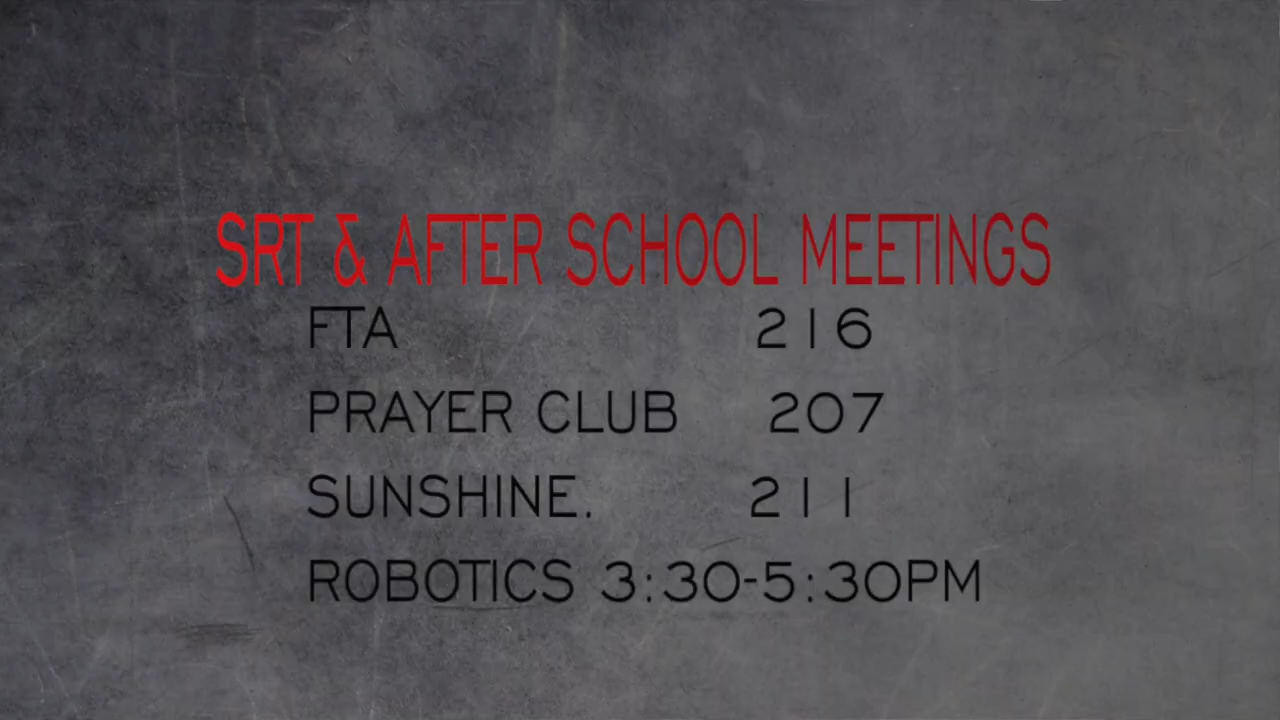 SRT & AFTER SCHOOL MEETINGS
FTA 216
PRAYER CLUB 207
SUNSHINE. 211
ROBOTICS 3:30-5:30PM